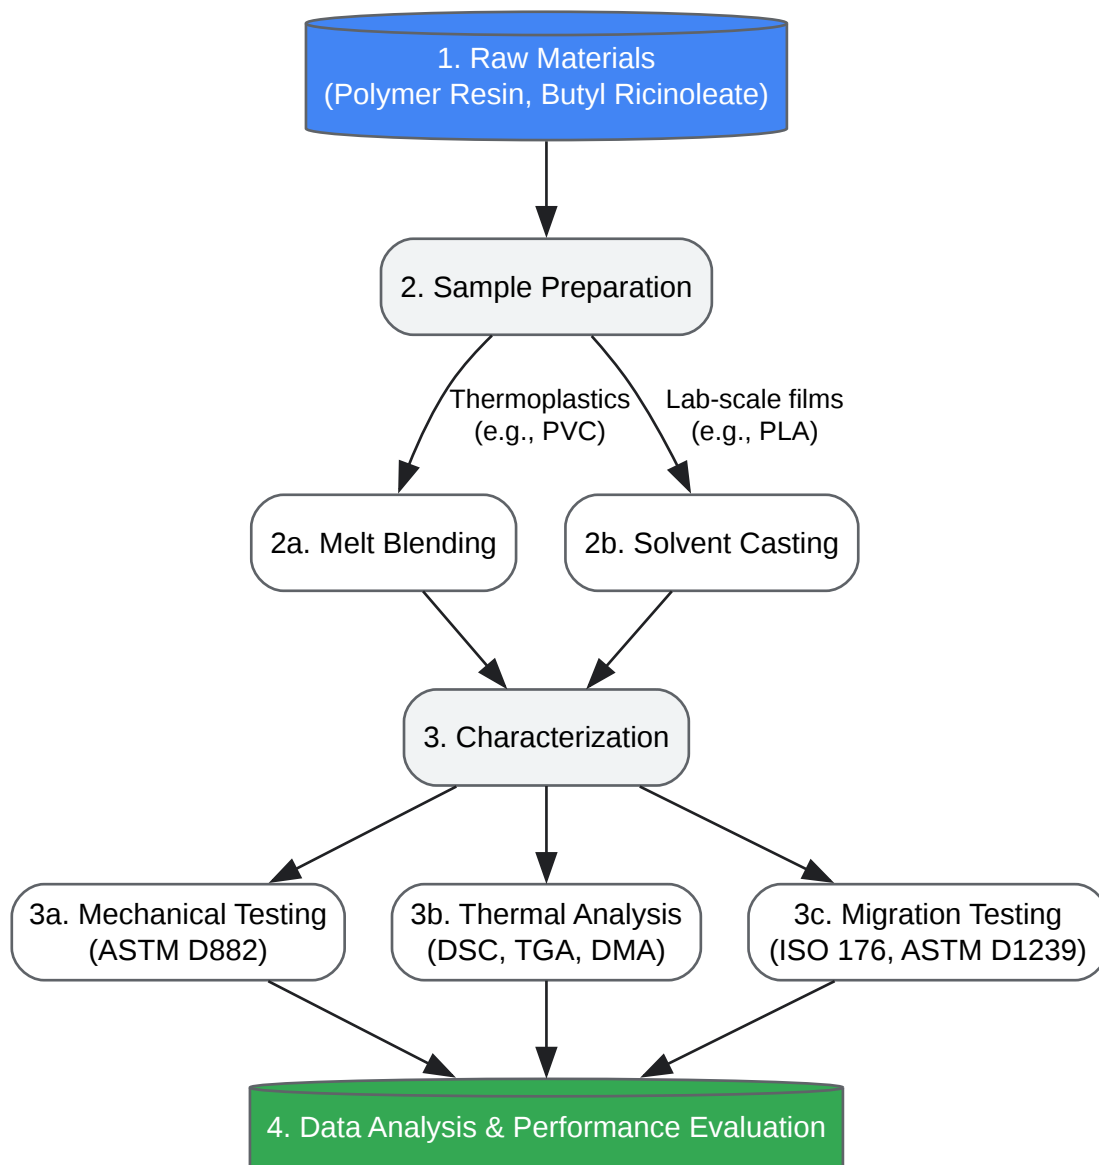 1. Raw Materials
(Polymer Resin, Butyl Ricinoleate)
2. Sample Preparation
Thermoplastics
(e.g., PVC)
Lab-scale films
(e.g., PLA)
2a. Melt Blending
2b. Solvent Casting
3. Characterization
3a. Mechanical Testing
(ASTM D882)
3b. Thermal Analysis
(DSC, TGA, DMA)
3c. Migration Testing
(ISO 176, ASTM D1239)
4. Data Analysis & Performance Evaluation